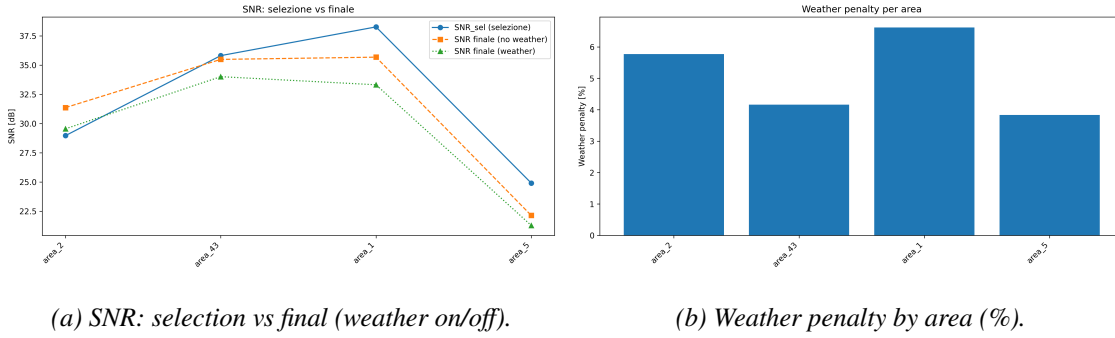 SNR: selezione vs finale
SNR_sel (selezione)
SNR finale (no weather)
SNR finale (weather)
SNR [dB]
37.5
35.0
32.5
30.0
27.5
25.0
22.5
area_2
area_43
area_1
area_5
(a) SNR: selection vs final (weather on/off).
Weather penalty per area
Weather penalty [%]
6
5
4
3
2
1
0
area_2
area_43
area_1
area_5
(b) Weather penalty by area (%).